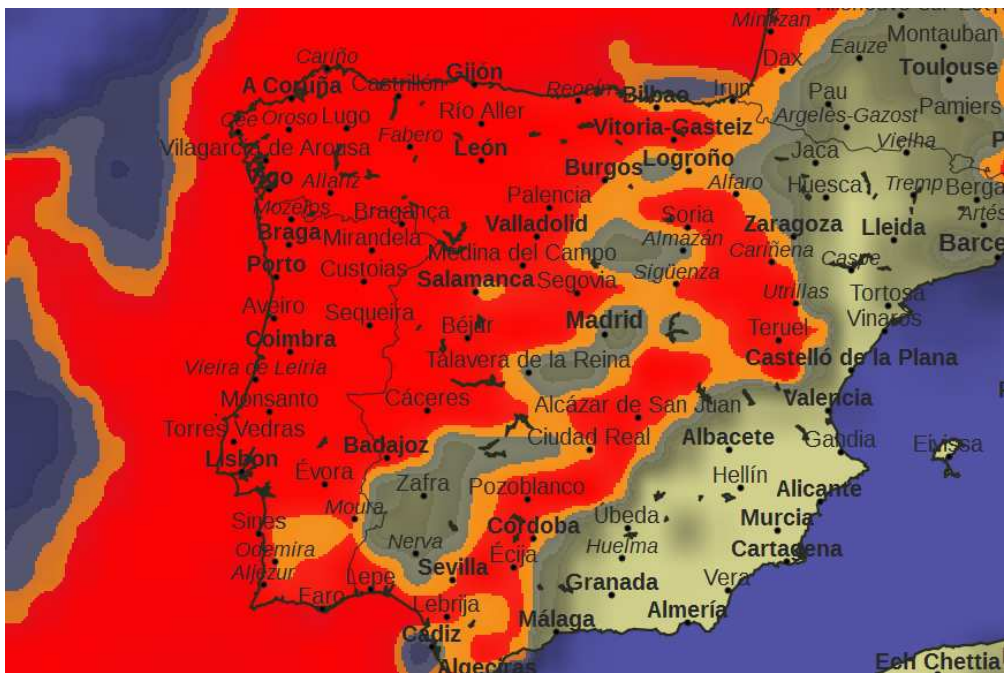 Mimizan
Montauban
Cariño
Dax
Eauze
Toulouse
A Coruña
Castrillón
Gijón
Bilbao
Irun
Pau
Pamiers
Cee
Oroso
Lugo
Río Aller
Vitoria-Gasteiz
Argeles-Gazost
Vilagarcía de Arousa
Fabero
León
Burgos
Logroño
Jaca
Vielha
Vigo
Allariz
Palencia
Alfaro
Huesca
Tremp
Berga
Bragança
Valladolid
Soria
Zaragoza
Lleida
Artés
Braga
Mirandela
Medina del Campo
Almazán
Cariñena
Caspe
Barce
Porto
Custoias
Salamanca
Segovia
Sigüenza
Utrillas
Tortosa
Aveiro
Sequeira
Béjar
Madrid
Teruel
Vinaròs
Coimbra
Talavera de la Reina
Castelló de la Plana
Vieira de Leiria
Monsanto
Cáceres
Alcázar de San Juan
Valencia
Torres Vedras
Badajoz
Ciudad Real
Albacete
Gandia
Eivissa
Lisbon
Évora
Zafra
Pozoblanco
Hellín
Alicante
Sines
Moura
Córdoba
Úbeda
Murcia
Odemira
Nerva
Écija
Huelma
Cartagena
Aljezur
Lepe
Sevilla
Granada
Vera
Faro
Lebrija
Málaga
Almería
Cádiz
Algeciras
Ech Chettia